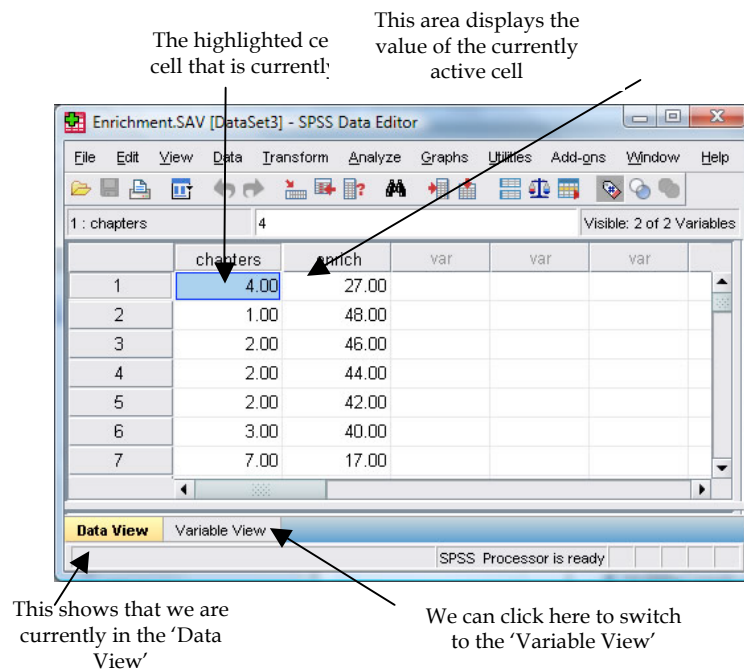 This area displays the
value of the currently
active cell
The highlighted ce
cell that is currently
Enrichment.SAV [DataSet3] - SPSS Data Editor
File Edit View Data Transform Analyze Graphs Utilities Add-ons Window Help
1 : chapters 4 Visible: 2 of 2 Variables
chapters enrich var var var
1 4.00 27.00
2 1.00 48.00
3 2.00 46.00
4 2.00 44.00
5 2.00 42.00
6 3.00 40.00
7 7.00 17.00
Data View Variable View
SPSS Processor is ready
This shows that we are
currently in the ‘Data
View’
We can click here to switch
to the ‘Variable View’